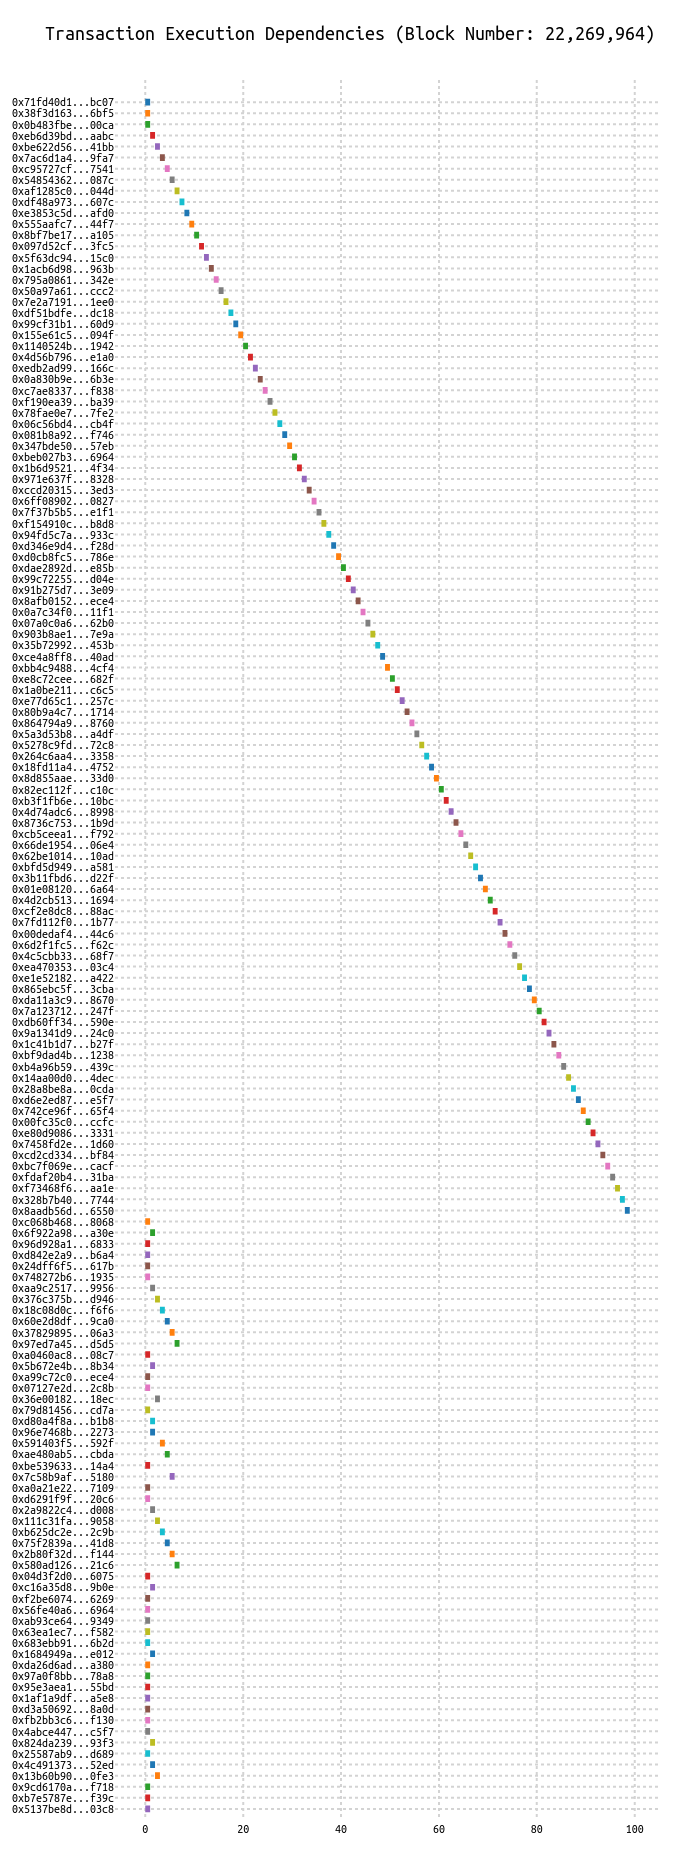 Transaction Execution Dependencies (Block Number: 22,269,964)
0x71fd40d1...bc07
0x38f3d163...6bf5
0x0b483fbe...00ca
0xeb6d39bd...aabc
0xbe622d56...41bb
0x7ac6d1a4...9fa7
0xc95727cf...7541
0x54854362...087c
0xaf1285c0...044d
0xdf48a973...607c
0xe3853c5d...afd0
0x555aafc7...44f7
0x8bf7be17...a105
0x097d52cf...3fc5
0x5f63dc94...15c0
0x1acb6d98...963b
0x795a0861...342e
0x50a97a61...ccc2
0x7e2a7191...1ee0
0xdf51bdfe...dc18
0x99cf31b1...60d9
0x155e61c5...094f
0x1140524b...1942
0x4d56b796...e1a0
0xedb2ad99...166c
0x0a830b9e...6b3e
0xc7ae8337...f838
0xf190ea39...ba39
0x78fae0e7...7fe2
0x06c56bd4...cb4f
0x081b8a92...f746
0x347bde50...57eb
0xbeb027b3...6964
0x1b6d9521...4f34
0x971e637f...8328
0xccd20315...3ed3
0x6ff08902...0827
0x7f37b5b5...e1f1
0xf154910c...b8d8
0x94fd5c7a...933c
0xd346e9d4...f28d
0xd0cb8fc5...786e
0xdae2892d...e85b
0x99c72255...d04e
0x91b275d7...3e09
0x8afb0152...ece4
0x0a7c34f0...11f1
0x07a0c0a6...62b0
0x903b8ae1...7e9a
0x35b72992...453b
0xce4a8ff8...40ad
0xbb4c9488...4cf4
0xe8c72cee...682f
0x1a0be211...c6c5
0xe77d65c1...257c
0x80b9a4c7...1714
0x864794a9...8760
0x5a3d53b8...a4df
0x5278c9fd...72c8
0x264c6aa4...3358
0x18fd11a4...4752
0x8d855aae...33d0
0x82ec112f...c10c
0xb3f1fb6e...10bc
0x4d74adc6...8998
0x8736c753...1b9d
0xcb5ceea1...f792
0x66de1954...06e4
0x62be1014...10ad
0xbfd5d949...a581
0x3b11fbd6...d22f
0x01e08120...6a64
0x4d2cb513...1694
0xcf2e8dc8...88ac
0x7fd112f0...1b77
0x00dedaf4...44c6
0x6d2f1fc5...f62c
0x4c5cbb33...68f7
0xea470353...03c4
0xe1e52182...a422
0x865ebc5f...3cba
0xda11a3c9...8670
0x7a123712...247f
0xdb60ff34...590e
0x9a1341d9...24c0
0x1c41b1d7...b27f
0xbf9dad4b...1238
0xb4a96b59...439c
0x14aa00d0...4dec
0x28a8be8a...0cda
0xd6e2ed87...e5f7
0x742ce96f...65f4
0x00fc35c0...ccfc
0xe80d9086...3331
0x7458fd2e...1d60
0xcd2cd334...bf84
0xbc7f069e...cacf
0xfdaf20b4...31ba
0xf73468f6...aa1e
0x328b7b40...7744
0x8aadb56d...6550
0xc068b468...8068
0x6f922a98...a30e
0x96d928a1...6833
0xd842e2a9...b6a4
0x24dff6f5...617b
0x748272b6...1935
0xaa9c2517...9956
0x376c375b...d946
0x18c08d0c...f6f6
0x60e2d8df...9ca0
0x37829895...06a3
0x97ed7a45...d5d5
0xa0460ac8...08c7
0x5b672e4b...8b34
0xa99c72c0...ece4
0x07127e2d...2c8b
0x36e00182...18ec
0x79d81456...cd7a
0xd80a4f8a...b1b8
0x96e7468b...2273
0x591403f5...592f
0xae480ab5...cbda
0xbe539633...14a4
0x7c58b9af...5180
0xa0a21e22...7109
0xd6291f9f...20c6
0x2a9822c4...d008
0x111c31fa...9058
0xb625dc2e...2c9b
0x75f2839a...41d8
0x2b80f32d...f144
0x580ad126...21c6
0x04d3f2d0...6075
0xc16a35d8...9b0e
0xf2be6074...6269
0x56fe40a6...6964
0xab93ce64...9349
0x63ea1ec7...f582
0x683ebb91...6b2d
0x1684949a...e012
0xda26d6ad...a380
0x97a0f8bb...78a8
0x95e3aea1...55bd
0x1af1a9df...a5e8
0xd3a50692...8a0d
0xfb2bb3c6...f130
0x4abce447...c5f7
0x824da239...93f3
0x25587ab9...d689
0x4c491373...52ed
0x13b60b90...0fe3
0x9cd6170a...f718
0xb7e5787e...f39c
0x5137be8d...03c8
0 20 40 60 80 100